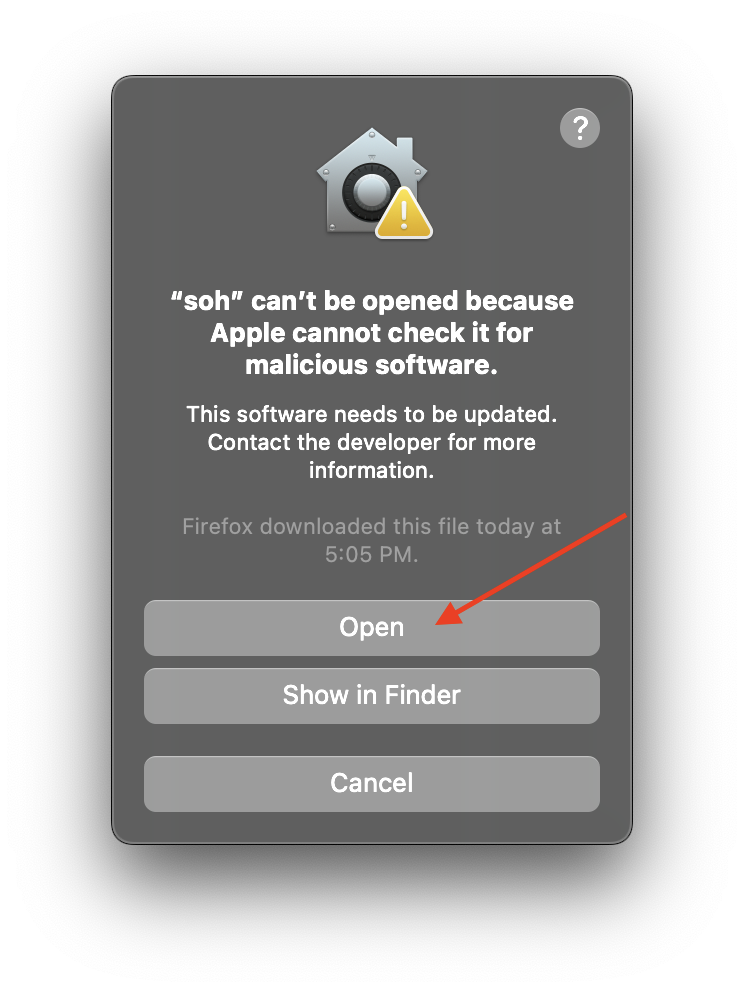 ?
“soh” can’t be opened because
Apple cannot check it for
malicious software.
This software needs to be updated.
Contact the developer for more
information.
Firefox downloaded this file today at
5:05 PM.
Open
Show in Finder
Cancel